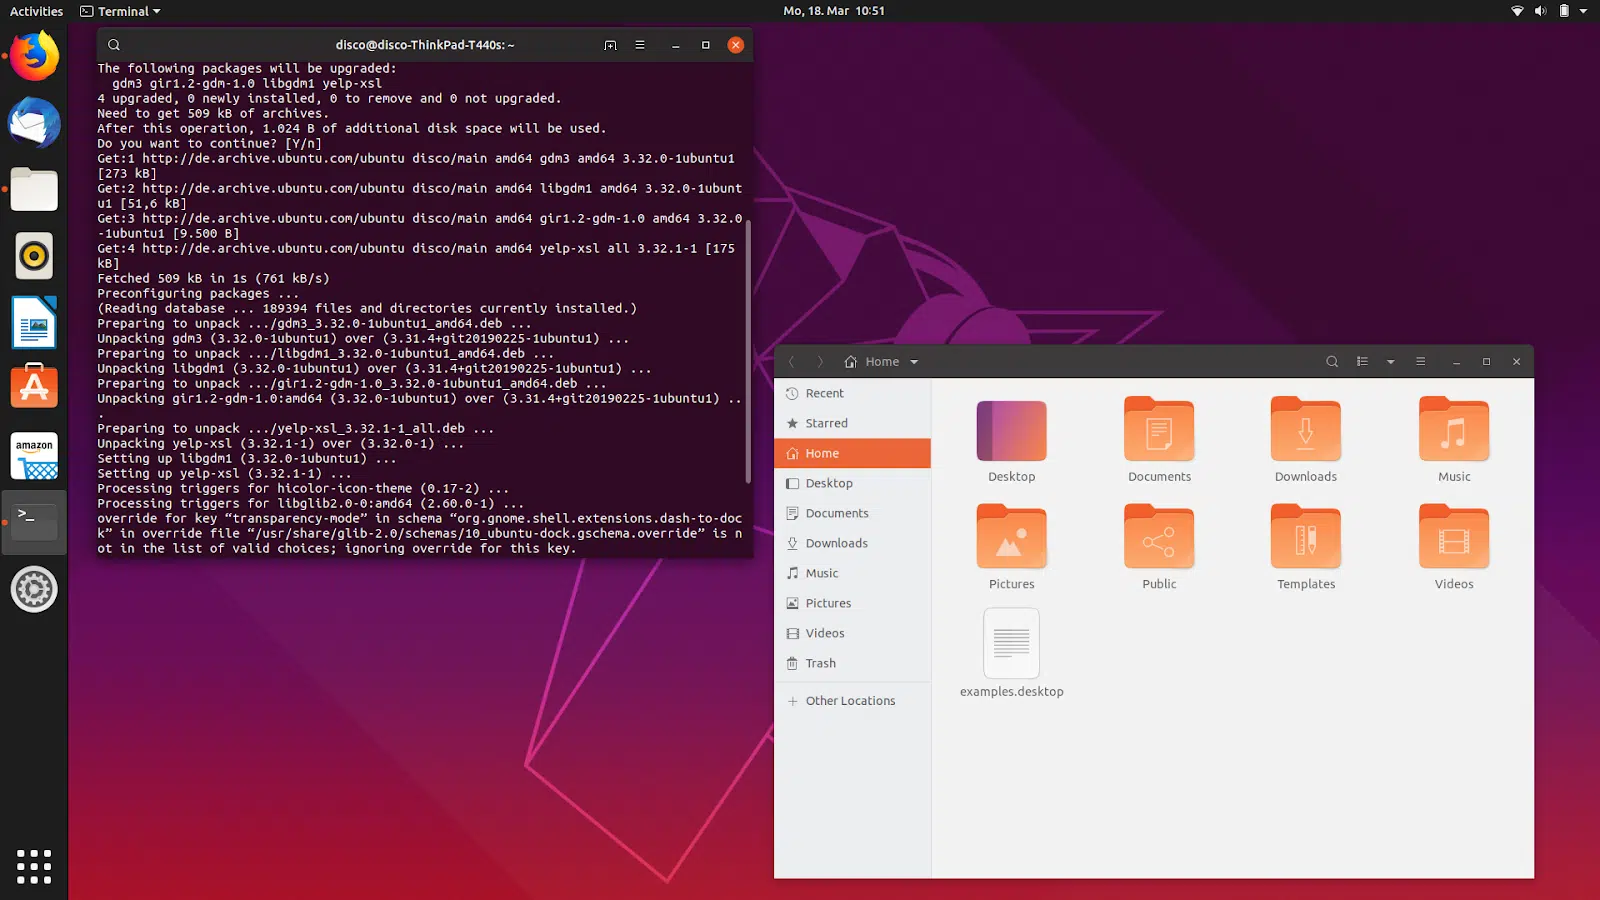 Activities
Terminal
Mo, 18. Mar 10:51
disco@disco-ThinkPad-T440s: ~
The following packages will be upgraded:
gdm3 gir1.2-gdm-1.0 libgdm1 yelp-xsl
4 upgraded, 0 newly installed, 0 to remove and 0 not upgraded.
Need to get 509 kB of archives.
After this operation, 1.024 B of additional disk space will be used.
Do you want to continue? [Y/n]
Get:1 http://de.archive.ubuntu.com/ubuntu disco/main amd64 gdm3 amd64 3.32.0-1ubuntu1
[273 kB]
Get:2 http://de.archive.ubuntu.com/ubuntu disco/main amd64 libgdm1 amd64 3.32.0-1ubunt
u1 [51,6 kB]
Get:3 http://de.archive.ubuntu.com/ubuntu disco/main amd64 gir1.2-gdm-1.0 amd64 3.32.0
-1ubuntu1 [9.500 B]
Get:4 http://de.archive.ubuntu.com/ubuntu disco/main amd64 yelp-xsl all 3.32.1-1 [175
kB]
Fetched 509 kB in 1s (761 kB/s)
Preconfiguring packages ...
(Reading database ... 189394 files and directories currently installed.)
Preparing to unpack .../gdm3_3.32.0-1ubuntu1_amd64.deb ...
Unpacking gdm3 (3.32.0-1ubuntu1) over (3.31.4+git20190225-1ubuntu1) ...
Preparing to unpack .../libgdm1_3.32.0-1ubuntu1_amd64.deb ...
Unpacking libgdm1 (3.32.0-1ubuntu1) over (3.31.4+git20190225-1ubuntu1) ...
Preparing to unpack .../gir1.2-gdm-1.0_3.32.0-1ubuntu1_amd64.deb ...
Unpacking gir1.2-gdm-1.0:amd64 (3.32.0-1ubuntu1) over (3.31.4+git20190225-1ubuntu1) ..
.
Preparing to unpack .../yelp-xsl_3.32.1-1_all.deb ...
Unpacking yelp-xsl (3.32.1-1) over (3.32.0-1) ...
Setting up libgdm1 (3.32.0-1ubuntu1) ...
Setting up yelp-xsl (3.32.1-1) ...
Processing triggers for hicolor-icon-theme (0.17-2) ...
Processing triggers for libglib2.0-0:amd64 (2.60.0-1) ...
override for key “transparency-mode” in schema “org.gnome.shell.extensions.dash-to-doc
k” in override file “/usr/share/glib-2.0/schemas/10_ubuntu-dock.gschema.override” is n
ot in the list of valid choices; ignoring override for this key.
amazon
>_
Home
Recent
Starred
Home
Desktop
Documents
Downloads
Music
Pictures
Videos
Trash
+ Other Locations
Desktop
Documents
Downloads
Music
Pictures
Public
Templates
Videos
examples.desktop